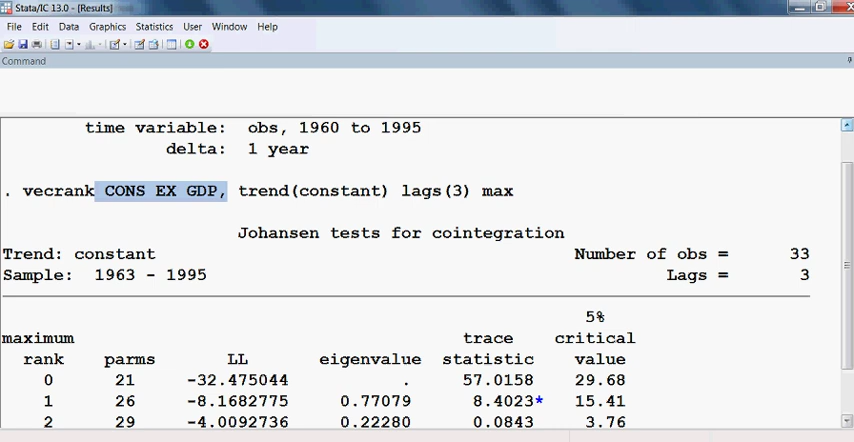 Stata/IC 13.0 - [Results]
File Edit Data Graphics Statistics User Window Help
Command
time variable: obs, 1960 to 1995
delta: 1 year
. vecrank CONS EX GDP, trend(constant) lags(3) max
Johansen tests for cointegration
Trend: constant Number of obs = 33
Sample: 1963 - 1995 Lags = 3
5%
maximum trace critical
rank parms LL eigenvalue statistic value
0 21 -32.475044 . 57.0158 29.68
1 26 -8.1682775 0.77079 8.4023* 15.41
2 29 -4.0092736 0.22280 0.0843 3.76